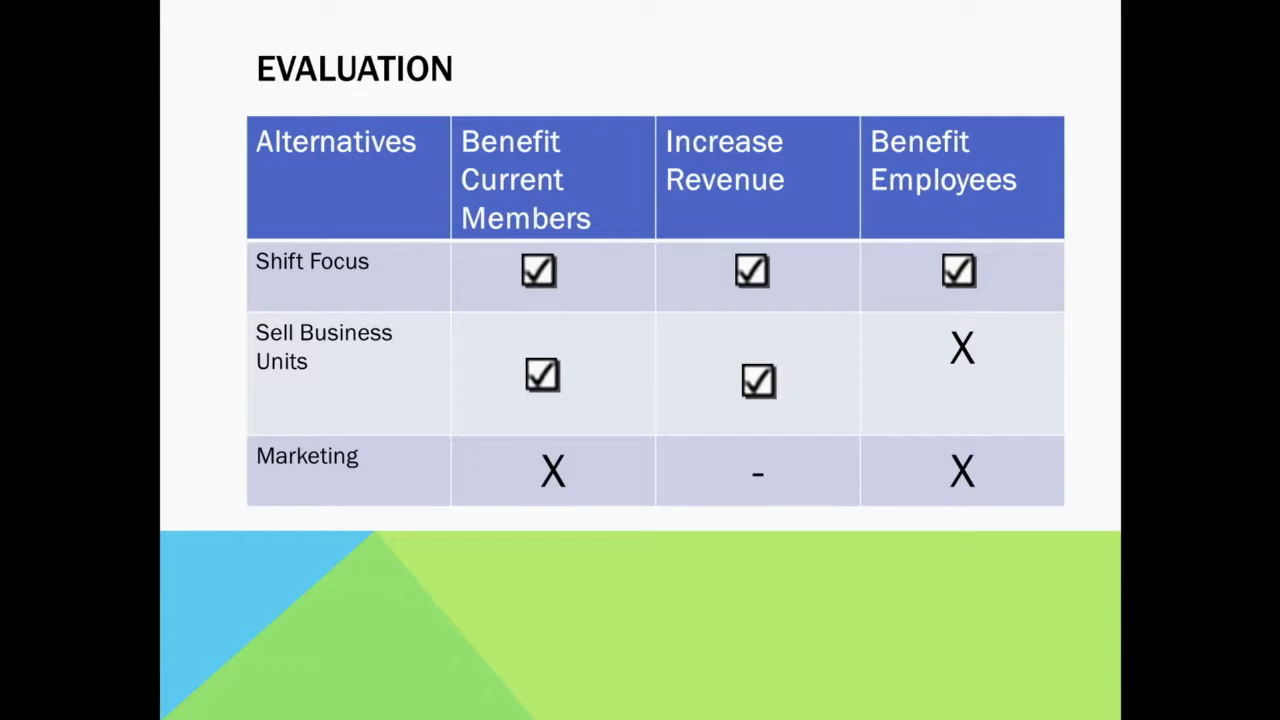 EVALUATION
Alternatives
Benefit
Current
Members
Increase
Revenue
Benefit
Employees
Shift Focus
Sell Business
Units
X
Marketing
X
-
X